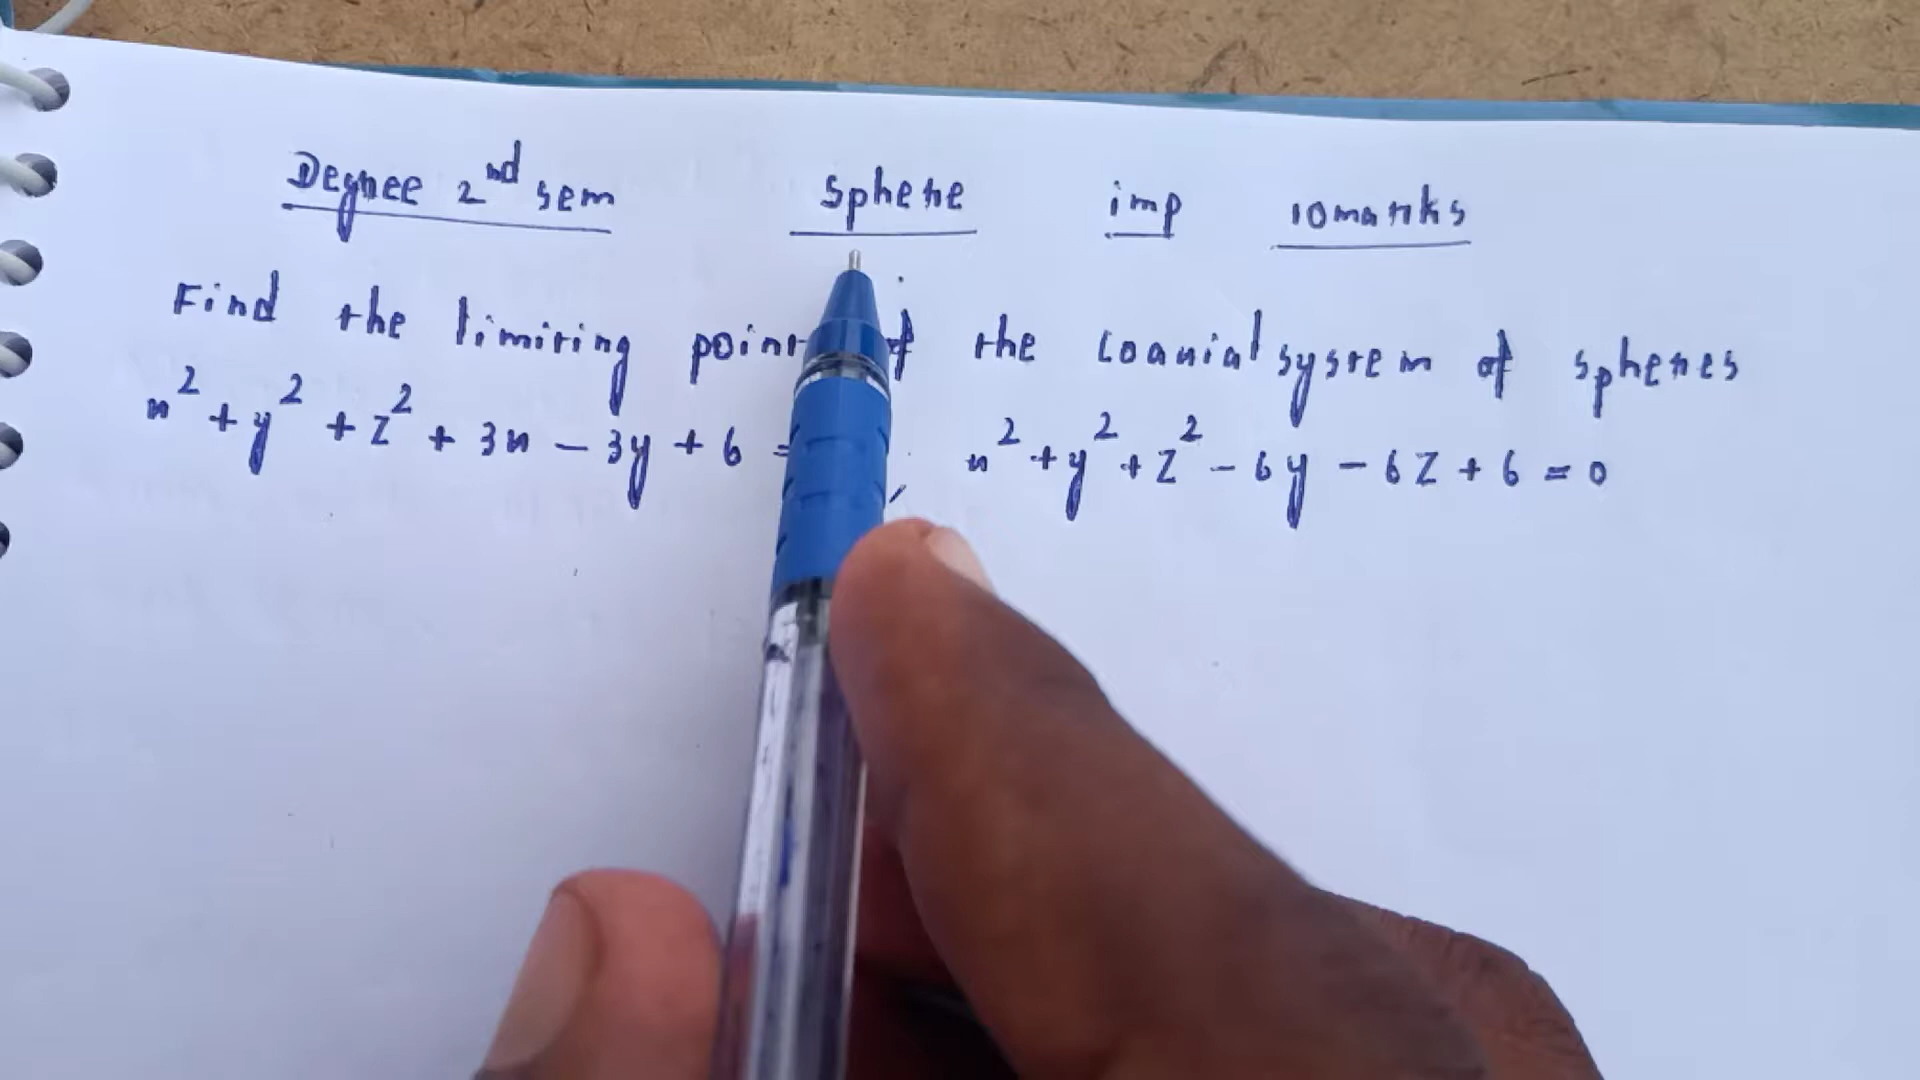 Degree 2nd sem sphere imp 10marks
Find the limiting point of the coaxial system of spheres
x² + y² + z² + 3x - 3y + 6 = x² + y² + z² - 6y - 6z + 6 = 0